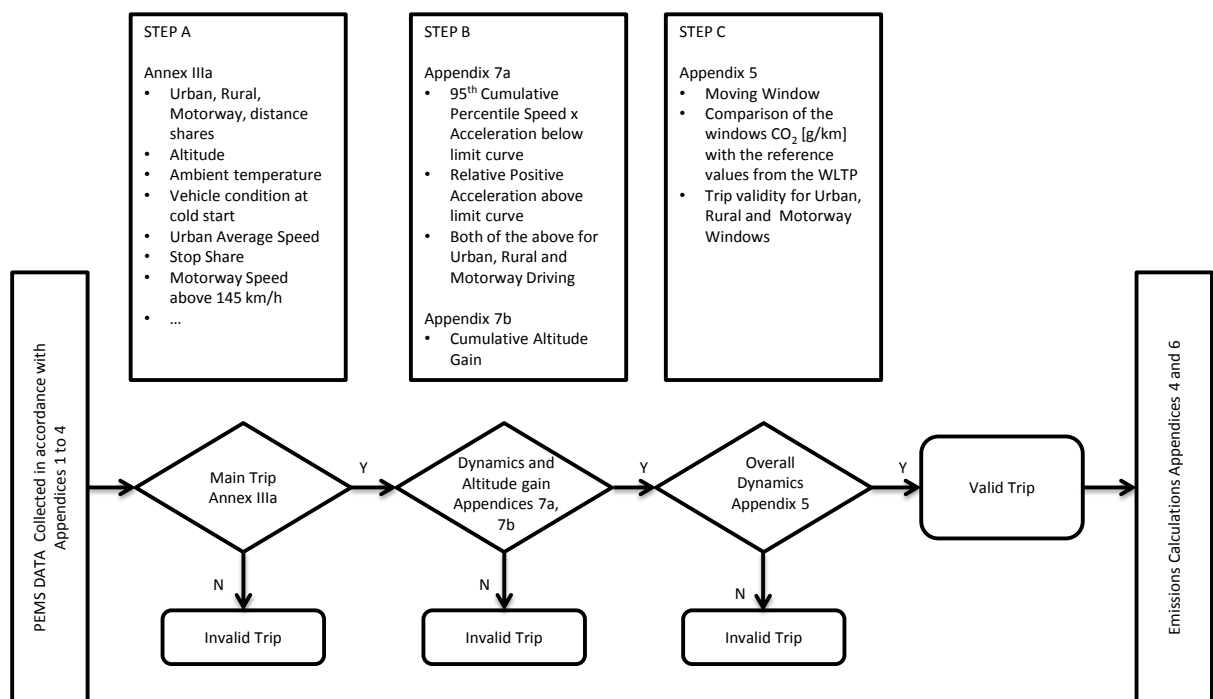 STEP A
Annex IIIa
• Urban, Rural,
Motorway, distance
shares
• Altitude
• Ambient temperature
• Vehicle condition at
cold start
• Urban Average Speed
• Stop Share
• Motorway Speed
above 145 km/h
• …
STEP B
Appendix 7a
• 95th Cumulative
Percentile Speed x
Acceleration below
limit curve
• Relative Positive
Acceleration above
limit curve
• Both of the above for
Urban, Rural and
Motorway Driving
Appendix 7b
• Cumulative Altitude
Gain
STEP C
Appendix 5
• Moving Window
• Comparison of the
windows CO2 [g/km]
with the reference
values from the WLTP
• Trip validity for Urban,
Rural and Motorway
Windows
PEMS DATA Collected in accordance with
Appendices 1 to 4
Main Trip
Annex IIIa
Y
N
Invalid Trip
Dynamics and
Altitude gain
Appendices 7a,
7b
Y
N
Invalid Trip
Overall
Dynamics
Appendix 5
Y
N
Invalid Trip
Valid Trip
Emissions Calculations Appendices 4 and 6